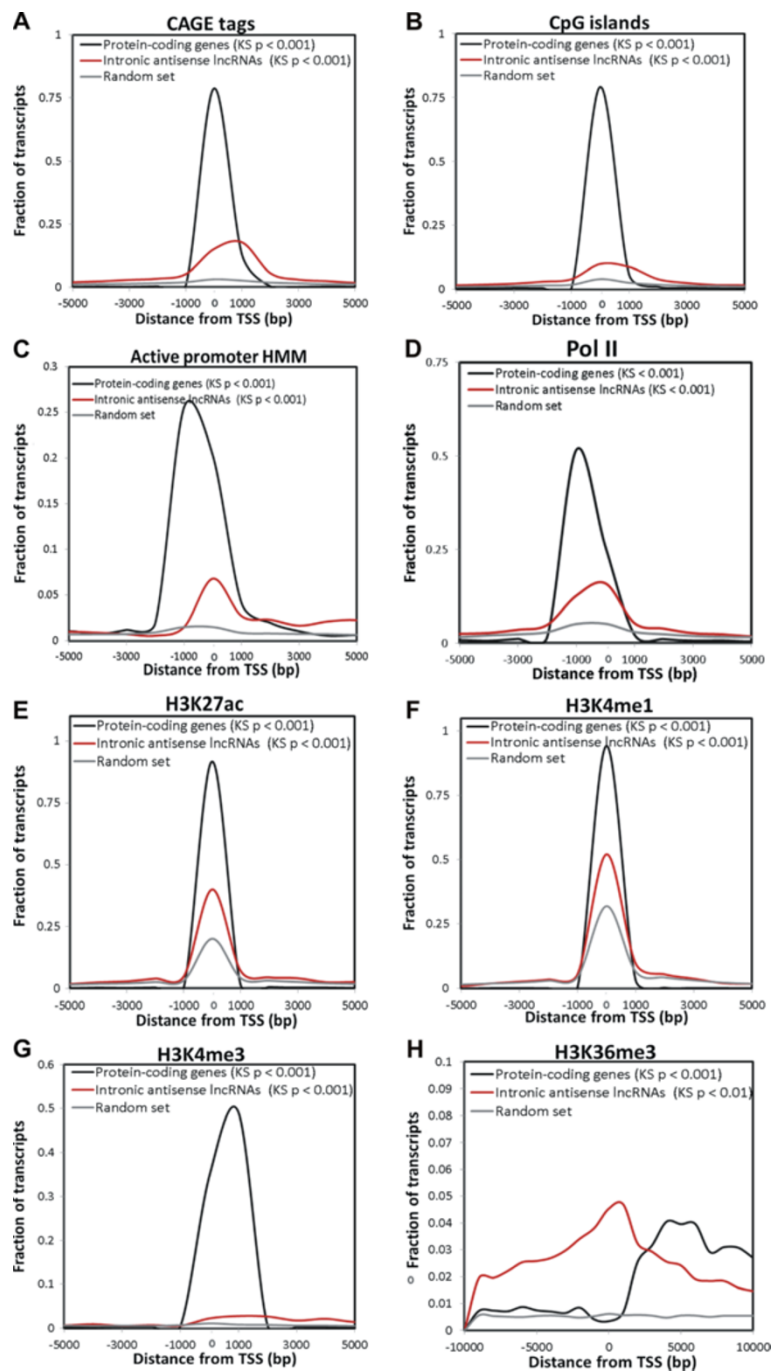 A
CAGE tags
Protein-coding genes (KS p < 0.001)
Intronic antisense lncRNAs (KS p < 0.001)
Random set
Fraction of transcripts
1
0.75
0.5
0.25
0
-5000
-3000
-1000
0
1000
3000
5000
Distance from TSS (bp)
B
CpG islands
Protein-coding genes (KS p < 0.001)
Intronic antisense lncRNAs (KS p < 0.001)
Random set
Fraction of transcripts
1
0.75
0.5
0.25
0
-5000
-3000
-1000
0
1000
3000
5000
Distance from TSS (bp)
C
Active promoter HMM
Protein-coding genes (KS p < 0.001)
Intronic antisense lncRNAs (KS p < 0.001)
Random set
Fraction of transcripts
0.3
0.25
0.2
0.15
0.1
0.05
0
-5000
-3000
-1000
0
1000
3000
5000
Distance from TSS (bp)
D
Pol II
Protein-coding genes (KS < 0.001)
Intronic antisense lncRNAs (KS < 0.001)
Random set
Fraction of transcripts
0.75
0.5
0.25
0
-5000
-3000
-1000
0
1000
3000
5000
Distance from TSS (bp)
E
H3K27ac
Protein-coding genes (KS p < 0.001)
Intronic antisense lncRNAs (KS p < 0.001)
Random set
Fraction of transcripts
1
0.75
0.5
0.25
0
-5000
-3000
-1000
0
1000
3000
5000
Distance from TSS (bp)
F
H3K4me1
Protein-coding genes (KS p < 0.001)
Intronic antisense lncRNAs (KS p < 0.001)
Random set
Fraction of transcripts
1
0.75
0.5
0.25
0
-5000
-3000
-1000
0
1000
3000
5000
Distance from TSS (bp)
G
H3K4me3
Protein-coding genes (KS p < 0.001)
Intronic antisense lncRNAs (KS p < 0.001)
Random set
Fraction of transcripts
0.6
0.5
0.4
0.3
0.2
0.1
0
-5000
-3000
-1000
0
1000
3000
5000
Distance from TSS (bp)
H
H3K36me3
Protein-coding genes (KS p < 0.001)
Intronic antisense lncRNAs (KS p < 0.01)
Random set
o Fraction of transcripts
0.1
0.09
0.08
0.07
0.06
0.05
0.04
0.03
0.02
0.01
0
-10000
-5000
0
5000
10000
Distance from TSS (bp)